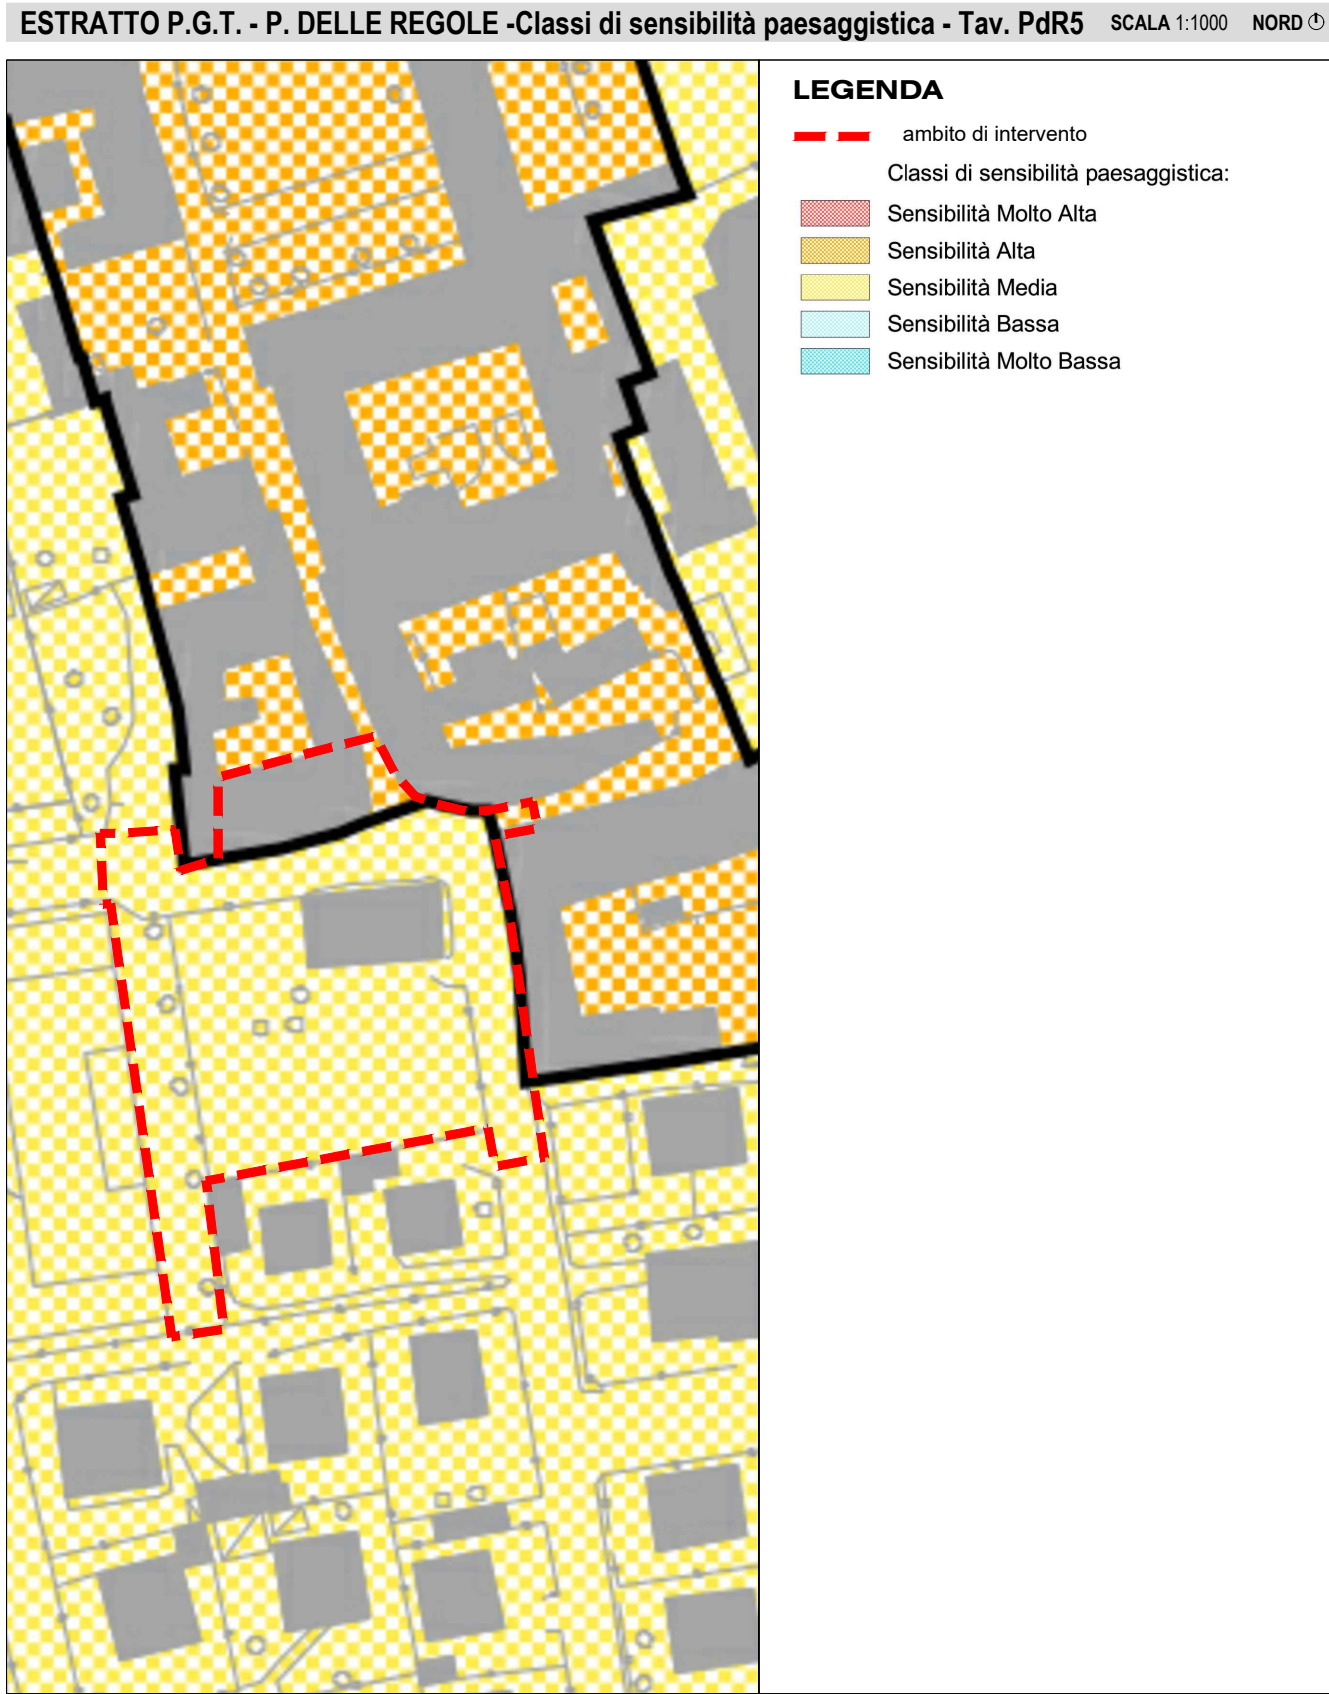 ESTRATTO P.G.T. - P. DELLE REGOLE -Classi di sensibilità paesaggistica - Tav. PdR5 SCALA 1:1000 NORD
LEGENDA
ambito di intervento
Classi di sensibilità paesaggistica:
Sensibilità Molto Alta
Sensibilità Alta
Sensibilità Media
Sensibilità Bassa
Sensibilità Molto Bassa